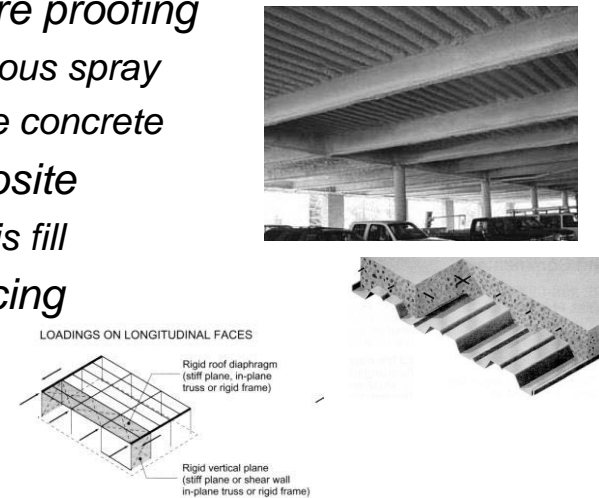 re proofing
ous spray
e concrete
osite
is fill
cing
LOADINGS ON LONGITUDINAL FACES
Rigid roof diaphragm
(stiff plane, in-plane
truss or rigid frame)
Rigid vertical plane
(stiff plane or shear wall
in-plane truss or rigid frame)